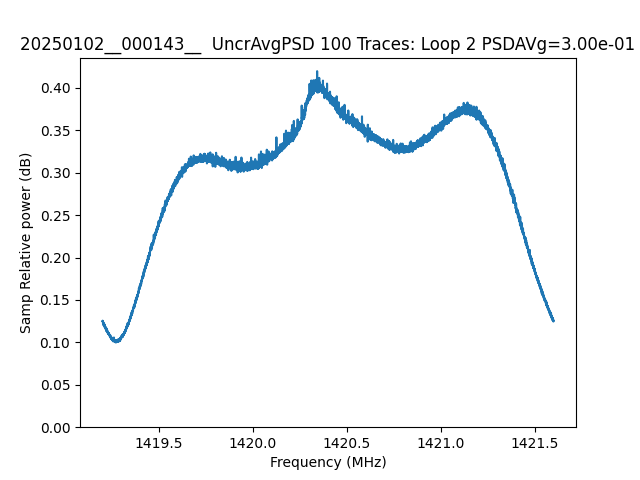 20250102__000143__  UncrAvgPSD 100 Traces: Loop 2 PSDAVg=3.00e-01
0.40
0.35
0.30
0.25
0.20
0.15
0.10
0.05
0.00
Samp Relative power (dB)
1419.5 1420.0 1420.5 1421.0 1421.5
Frequency (MHz)